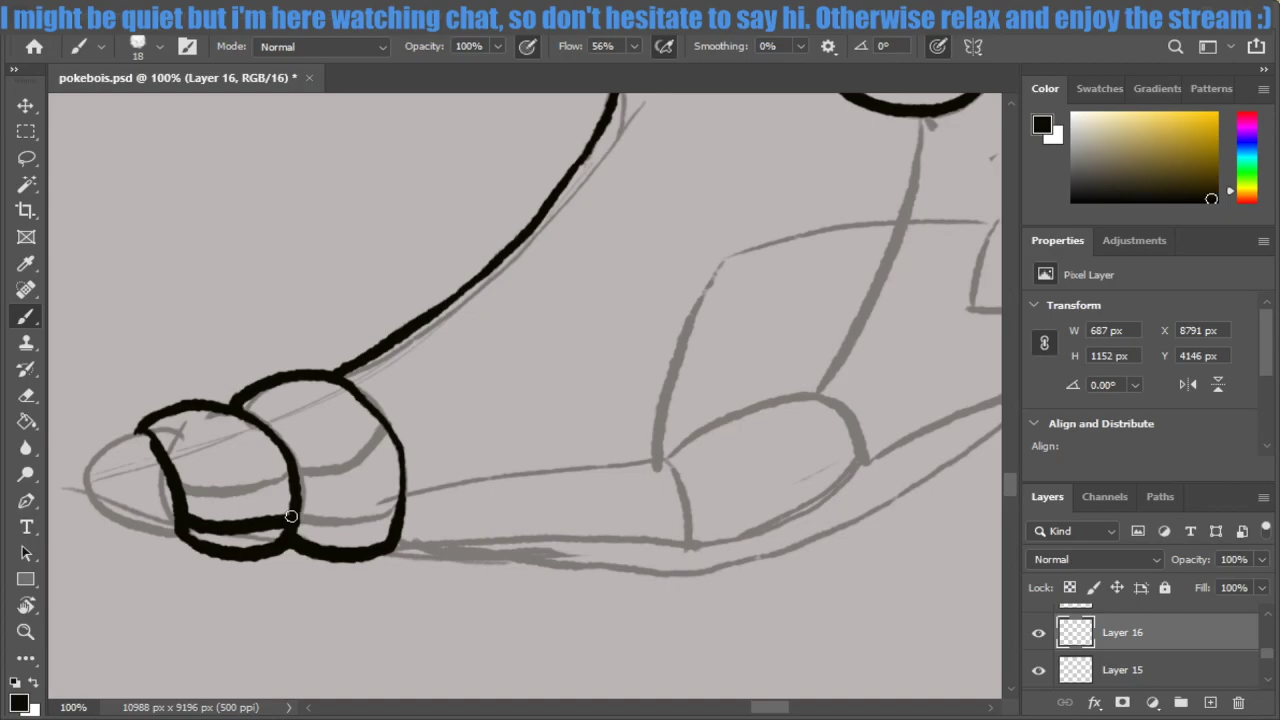 I might be quiet but i'm here watching chat, so don't hesitate to say hi. Otherwise relax and enjoy the stream :)
18
Mode: Normal
Opacity: 100%
Flow: 56%
Smoothing: 0%
0°
pokebois.psd @ 100% (Layer 16, RGB/16) *
Color Swatches Gradients Patterns
Properties Adjustments
Pixel Layer
Transform
W 687 px X 8791 px
H 1152 px Y 4146 px
0.00°
Align and Distribute
Align:
Layers Channels Paths
Kind
Normal Opacity: 100%
Lock: Fill: 100%
Layer 16
Layer 15
fx
100% 10988 px x 9196 px (500 ppi)